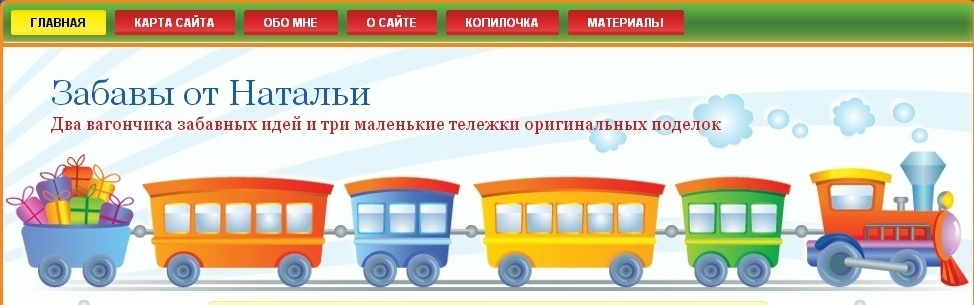 ГЛАВНАЯ КАРТА САЙТА ОБО МНЕ О САЙТЕ КОПИЛОЧКА МАТЕРИАЛЫ
Забавы от Натальи
Два вагончика забавных идей и три маленькие тележки оригинальных поделок